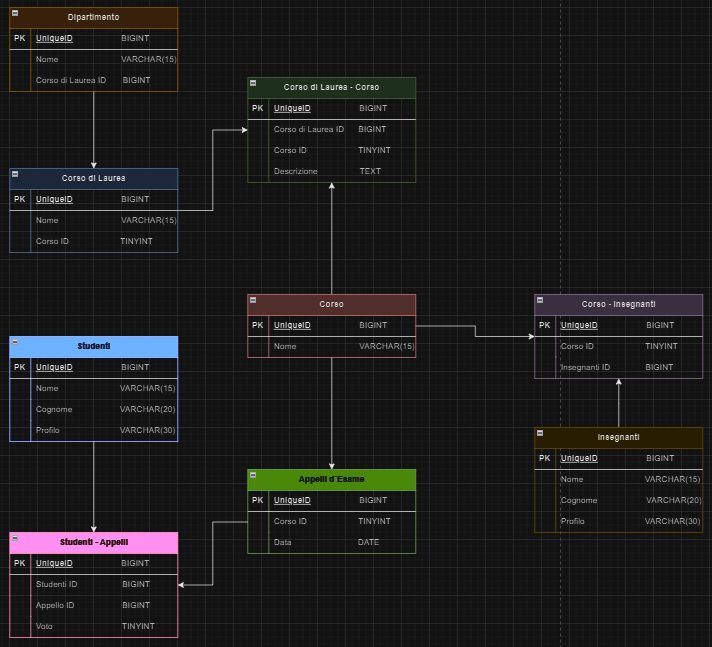 Dipartimento
PK UniqueID BIGINT
Nome VARCHAR(15)
Corso di Laurea ID BIGINT
Corso di Laurea - Corso
PK UniqueID BIGINT
Corso di Laurea ID BIGINT
Corso ID TINYINT
Descrizione TEXT
Corso di Laurea
PK UniqueID BIGINT
Nome VARCHAR(15)
Corso ID TINYINT
Corso
PK UniqueID BIGINT
Nome VARCHAR(15)
Corso - Insegnanti
PK UniqueID BIGINT
Corso ID TINYINT
Insegnanti ID BIGINT
Studenti
PK UniqueID BIGINT
Nome VARCHAR(15)
Cognome VARCHAR(20)
Profilo VARCHAR(30)
Insegnanti
PK UniqueID BIGINT
Nome VARCHAR(15)
Cognome VARCHAR(20)
Profilo VARCHAR(30)
Appelli d'Esame
PK UniqueID BIGINT
Corso ID TINYINT
Data DATE
Studenti - Appelli
PK UniqueID BIGINT
Studenti ID BIGINT
Appello ID BIGINT
Voto TINYINT